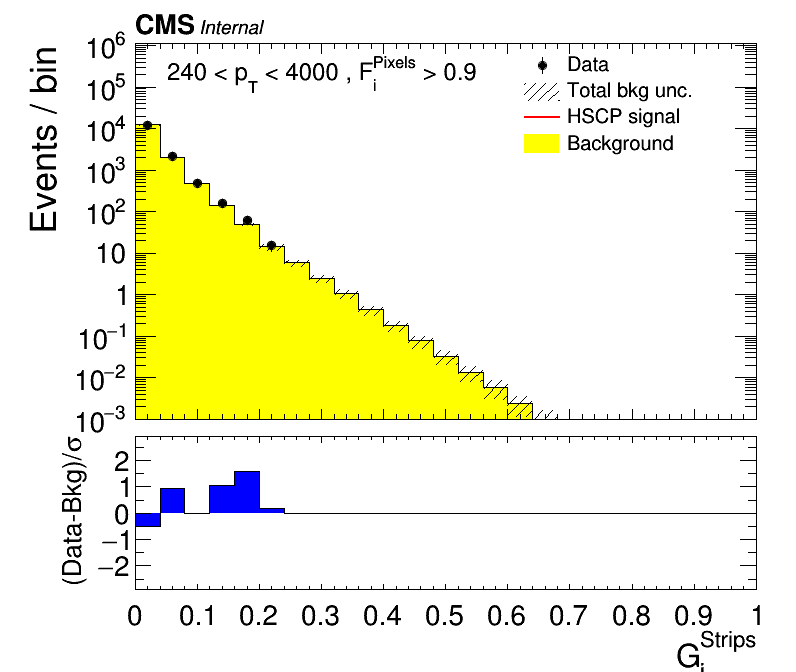 CMS Internal
240 < p_T < 4000 , F_i^Pixels > 0.9
Data
Total bkg unc.
HSCP signal
Background
Events / bin
10^6
10^5
10^4
10^3
10^2
10
1
10^−1
10^−2
10^−3
(Data-Bkg)/σ
2
1
0
−1
−2
0 0.1 0.2 0.3 0.4 0.5 0.6 0.7 0.8 0.9 1
G_i^Strips